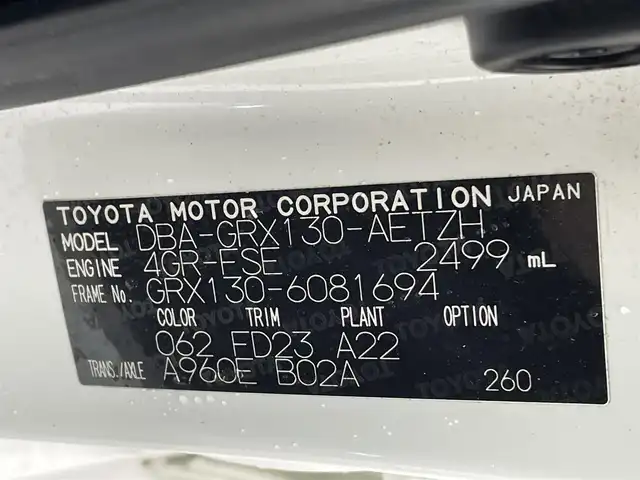 TOYOTA MOTOR CORPORATION JAPAN
MODEL DBA-GRX130-AETZH
ENGINE 4GR-FSE 2499 mL
FRAME No. GRX130-6081694
COLOR TRIM PLANT OPTION
062 FD23 A22
TRANS./AXLE A960E B02A 260